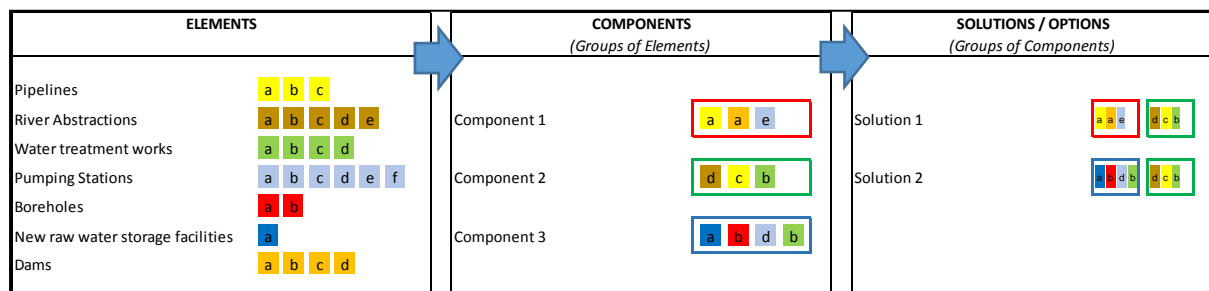 ELEMENTS
Pipelines a b c
River Abstractions a b c d e
Water treatment works a b c d
Pumping Stations a b c d e f
Boreholes a b
New raw water storage facilities a
Dams a b c d
COMPONENTS
(Groups of Elements)
Component 1 a a e
Component 2 d c b
Component 3 a b d b
SOLUTIONS / OPTIONS
(Groups of Components)
Solution 1 a a e d c b
Solution 2 a b d b d c b